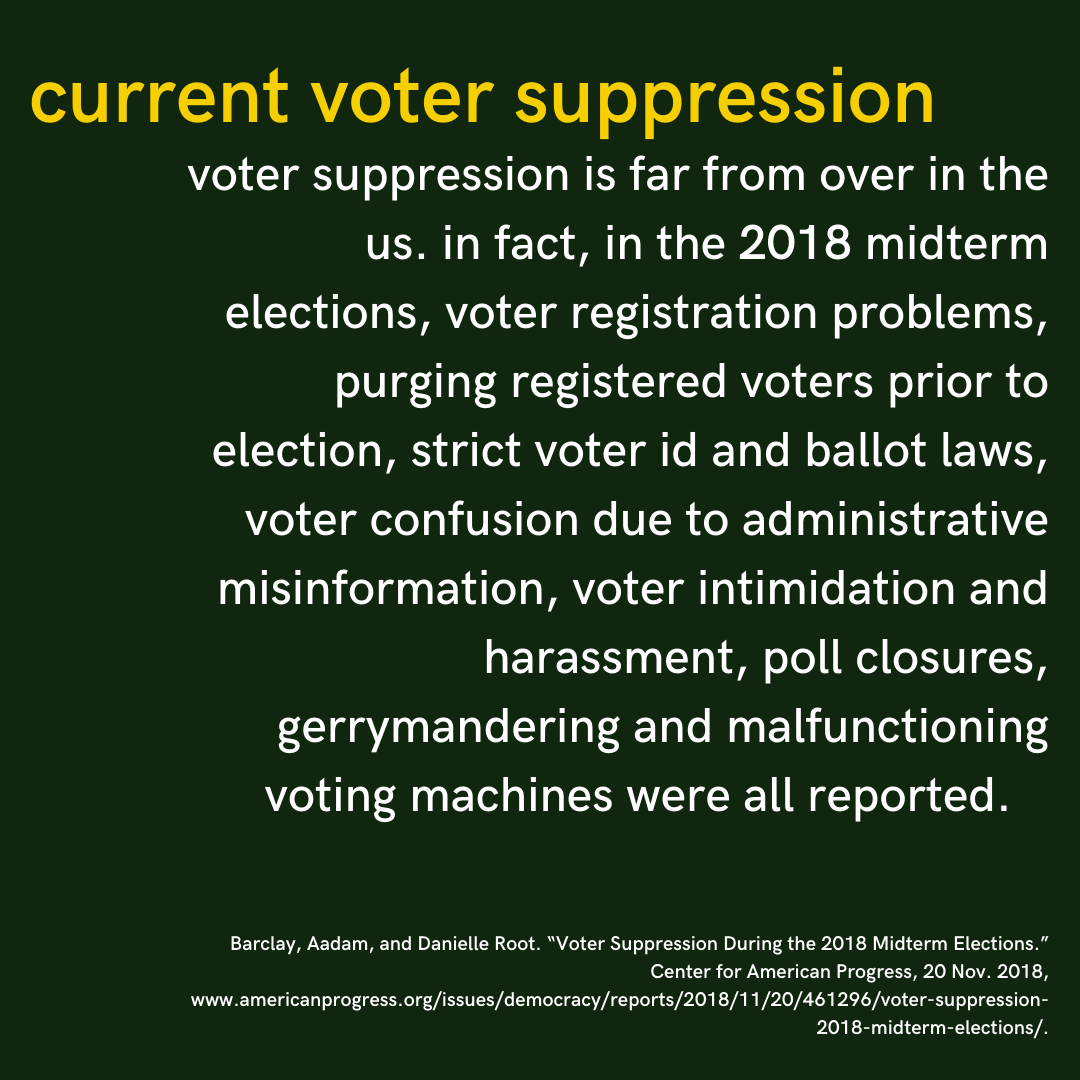 current voter suppression
voter suppression is far from over in the
us. in fact, in the 2018 midterm
elections, voter registration problems,
purging registered voters prior to
election, strict voter id and ballot laws,
voter confusion due to administrative
misinformation, voter intimidation and
harassment, poll closures,
gerrymandering and malfunctioning
voting machines were all reported.
Barclay, Aadam, and Danielle Root. “Voter Suppression During the 2018 Midterm Elections.”
Center for American Progress, 20 Nov. 2018,
www.americanprogress.org/issues/democracy/reports/2018/11/20/461296/voter-suppression-
2018-midterm-elections/.